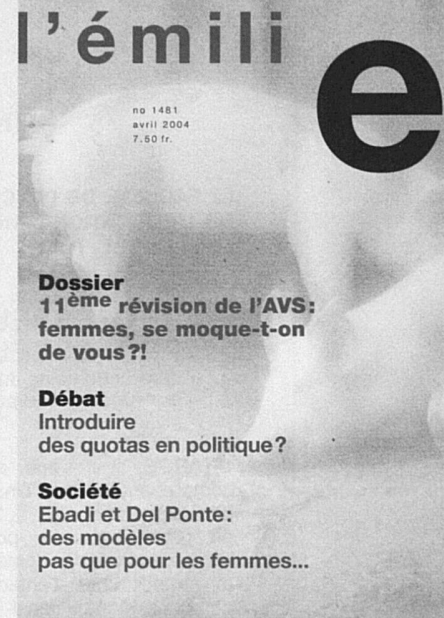 l'émilie
no 1481
avril 2004
7.50 fr.
Dossier
11ème révision de l'AVS:
femmes, se moque-t-on
de vous?!
Débat
Introduire
des quotas en politique?
Société
Ebadi et Del Ponte:
des modèles
pas que pour les femmes...